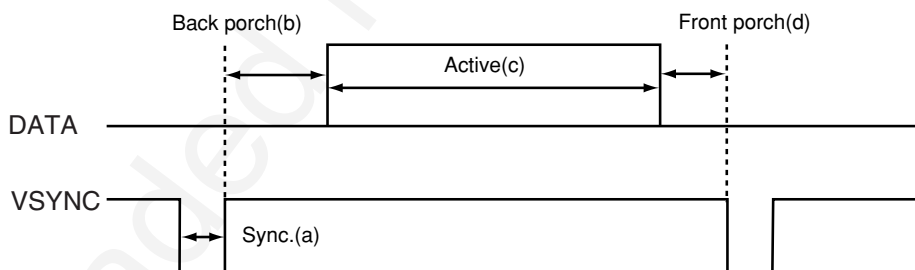 Back porch(b)
Front porch(d)
Active(c)
DATA
VSYNC
Sync.(a)